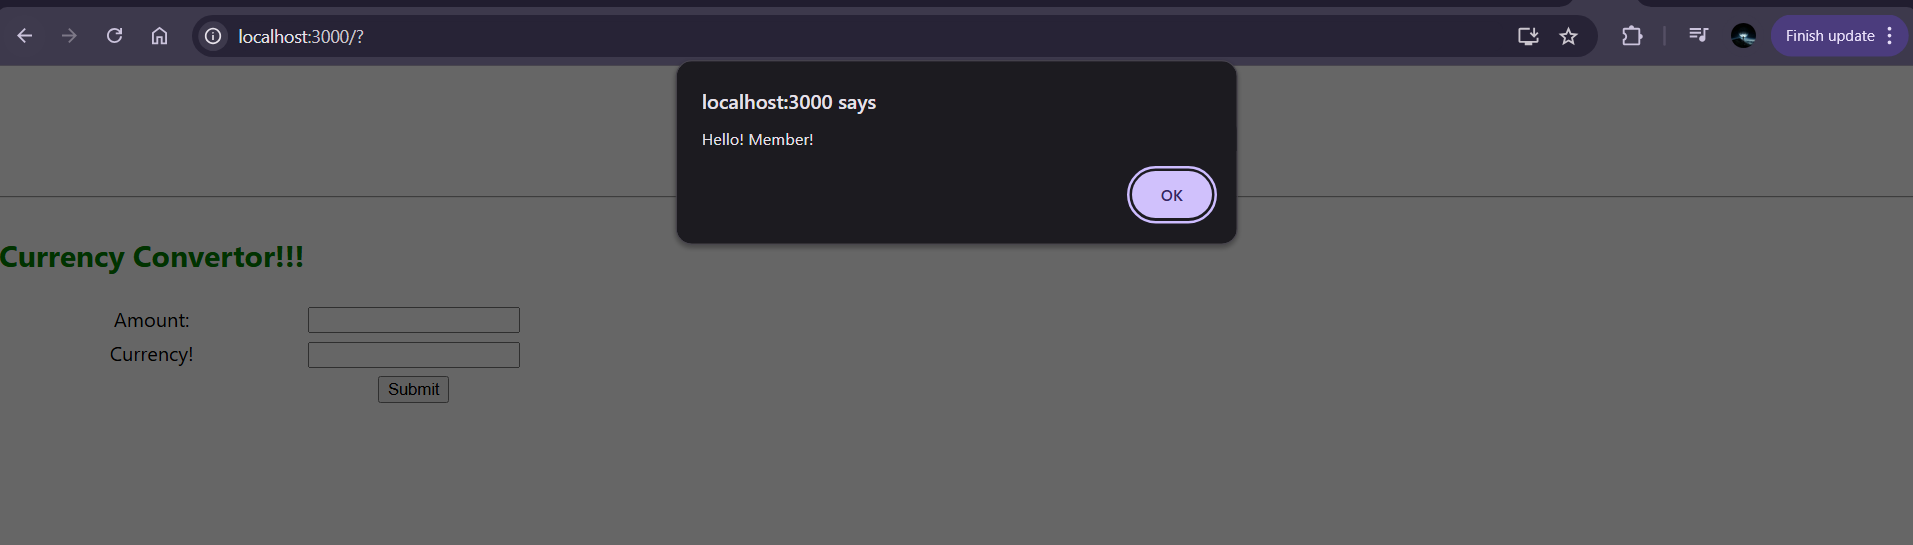 localhost:3000/?
Finish update
localhost:3000 says
Hello! Member!
OK
Currency Convertor!!!
Amount:
Currency!
Submit